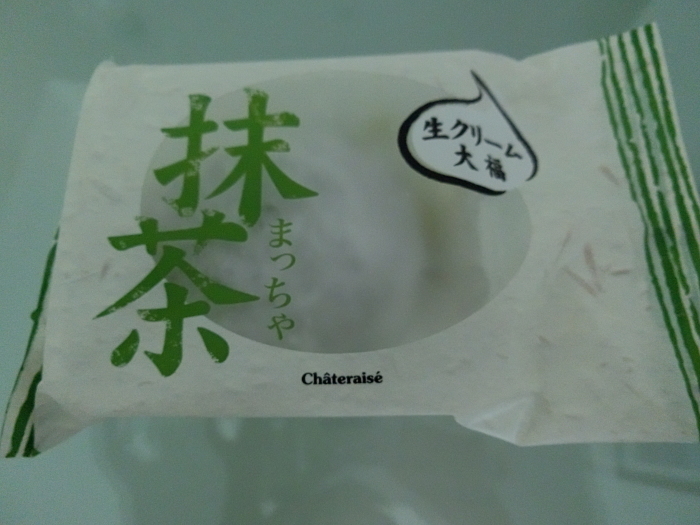 抹茶
まっちゃ
生クリーム
大福
Châteraisé